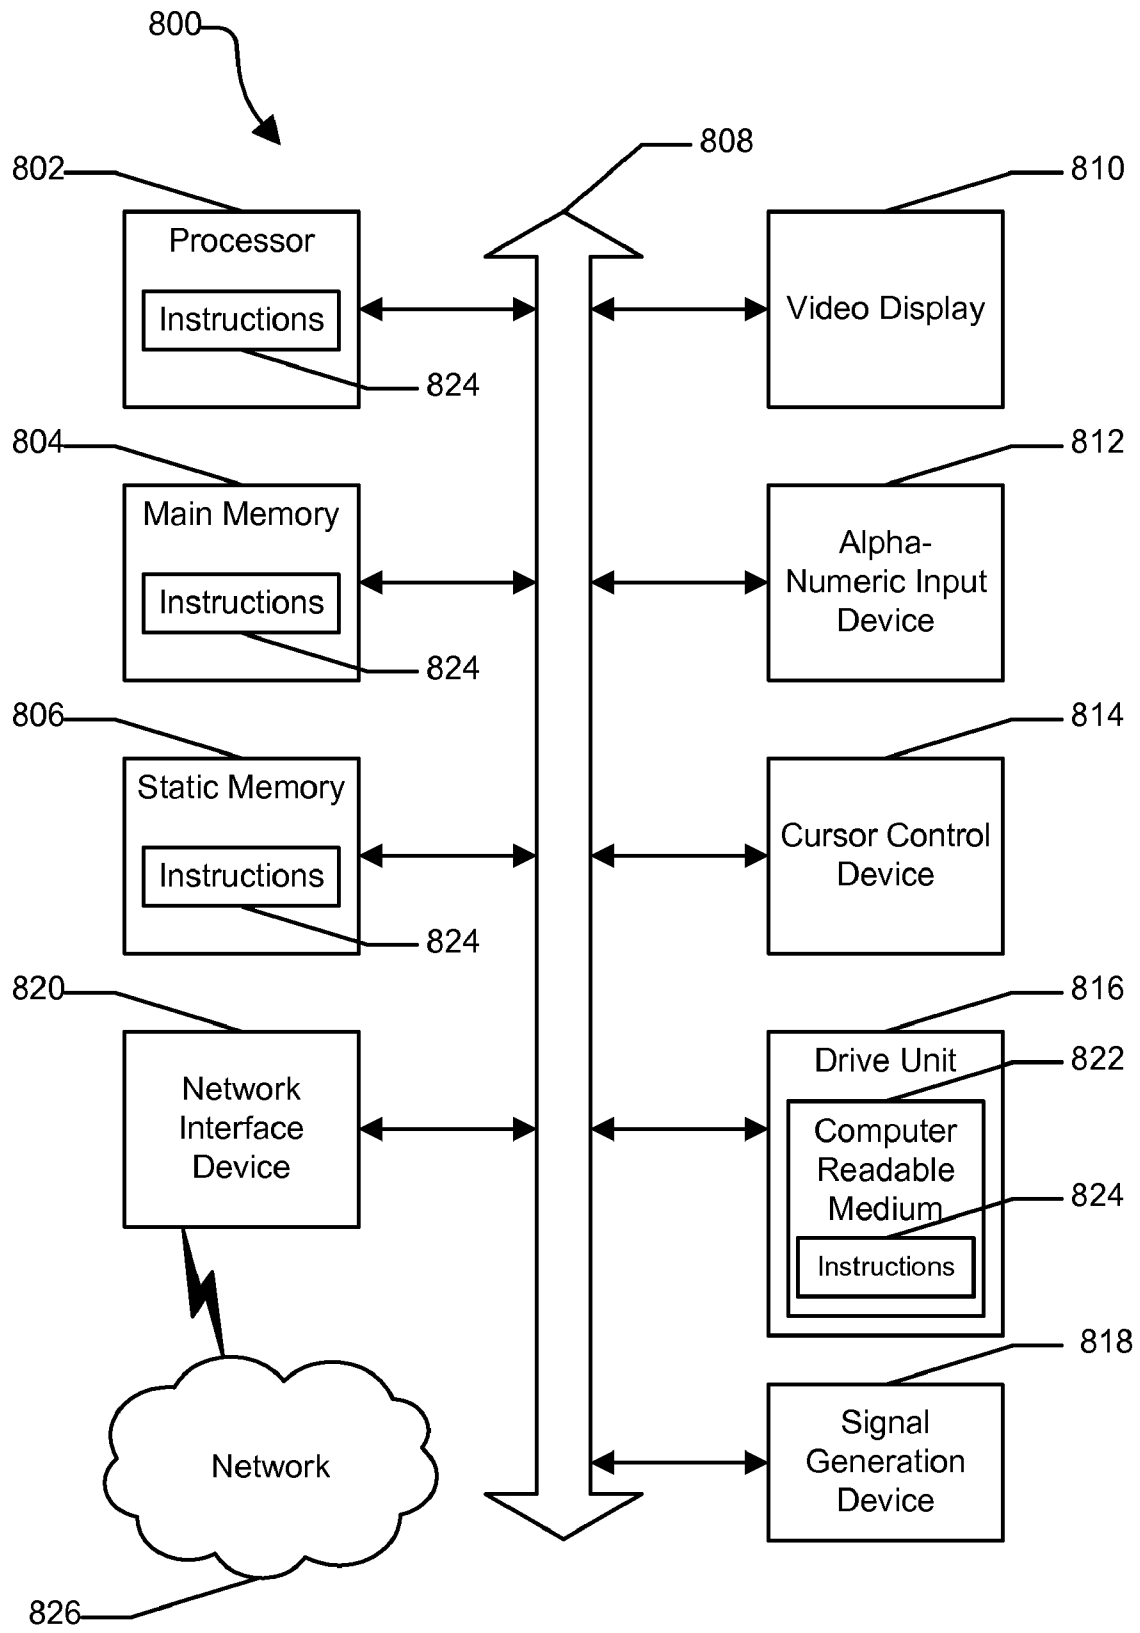 800
808
802
810
Processor
Instructions
824
Video Display
804
812
Main Memory
Instructions
824
Alpha-
Numeric Input
Device
806
814
Static Memory
Instructions
824
Cursor Control
Device
820
816
Network
Interface
Device
Drive Unit
822
Computer
Readable
Medium
824
Instructions
818
Signal
Generation
Device
Network
826